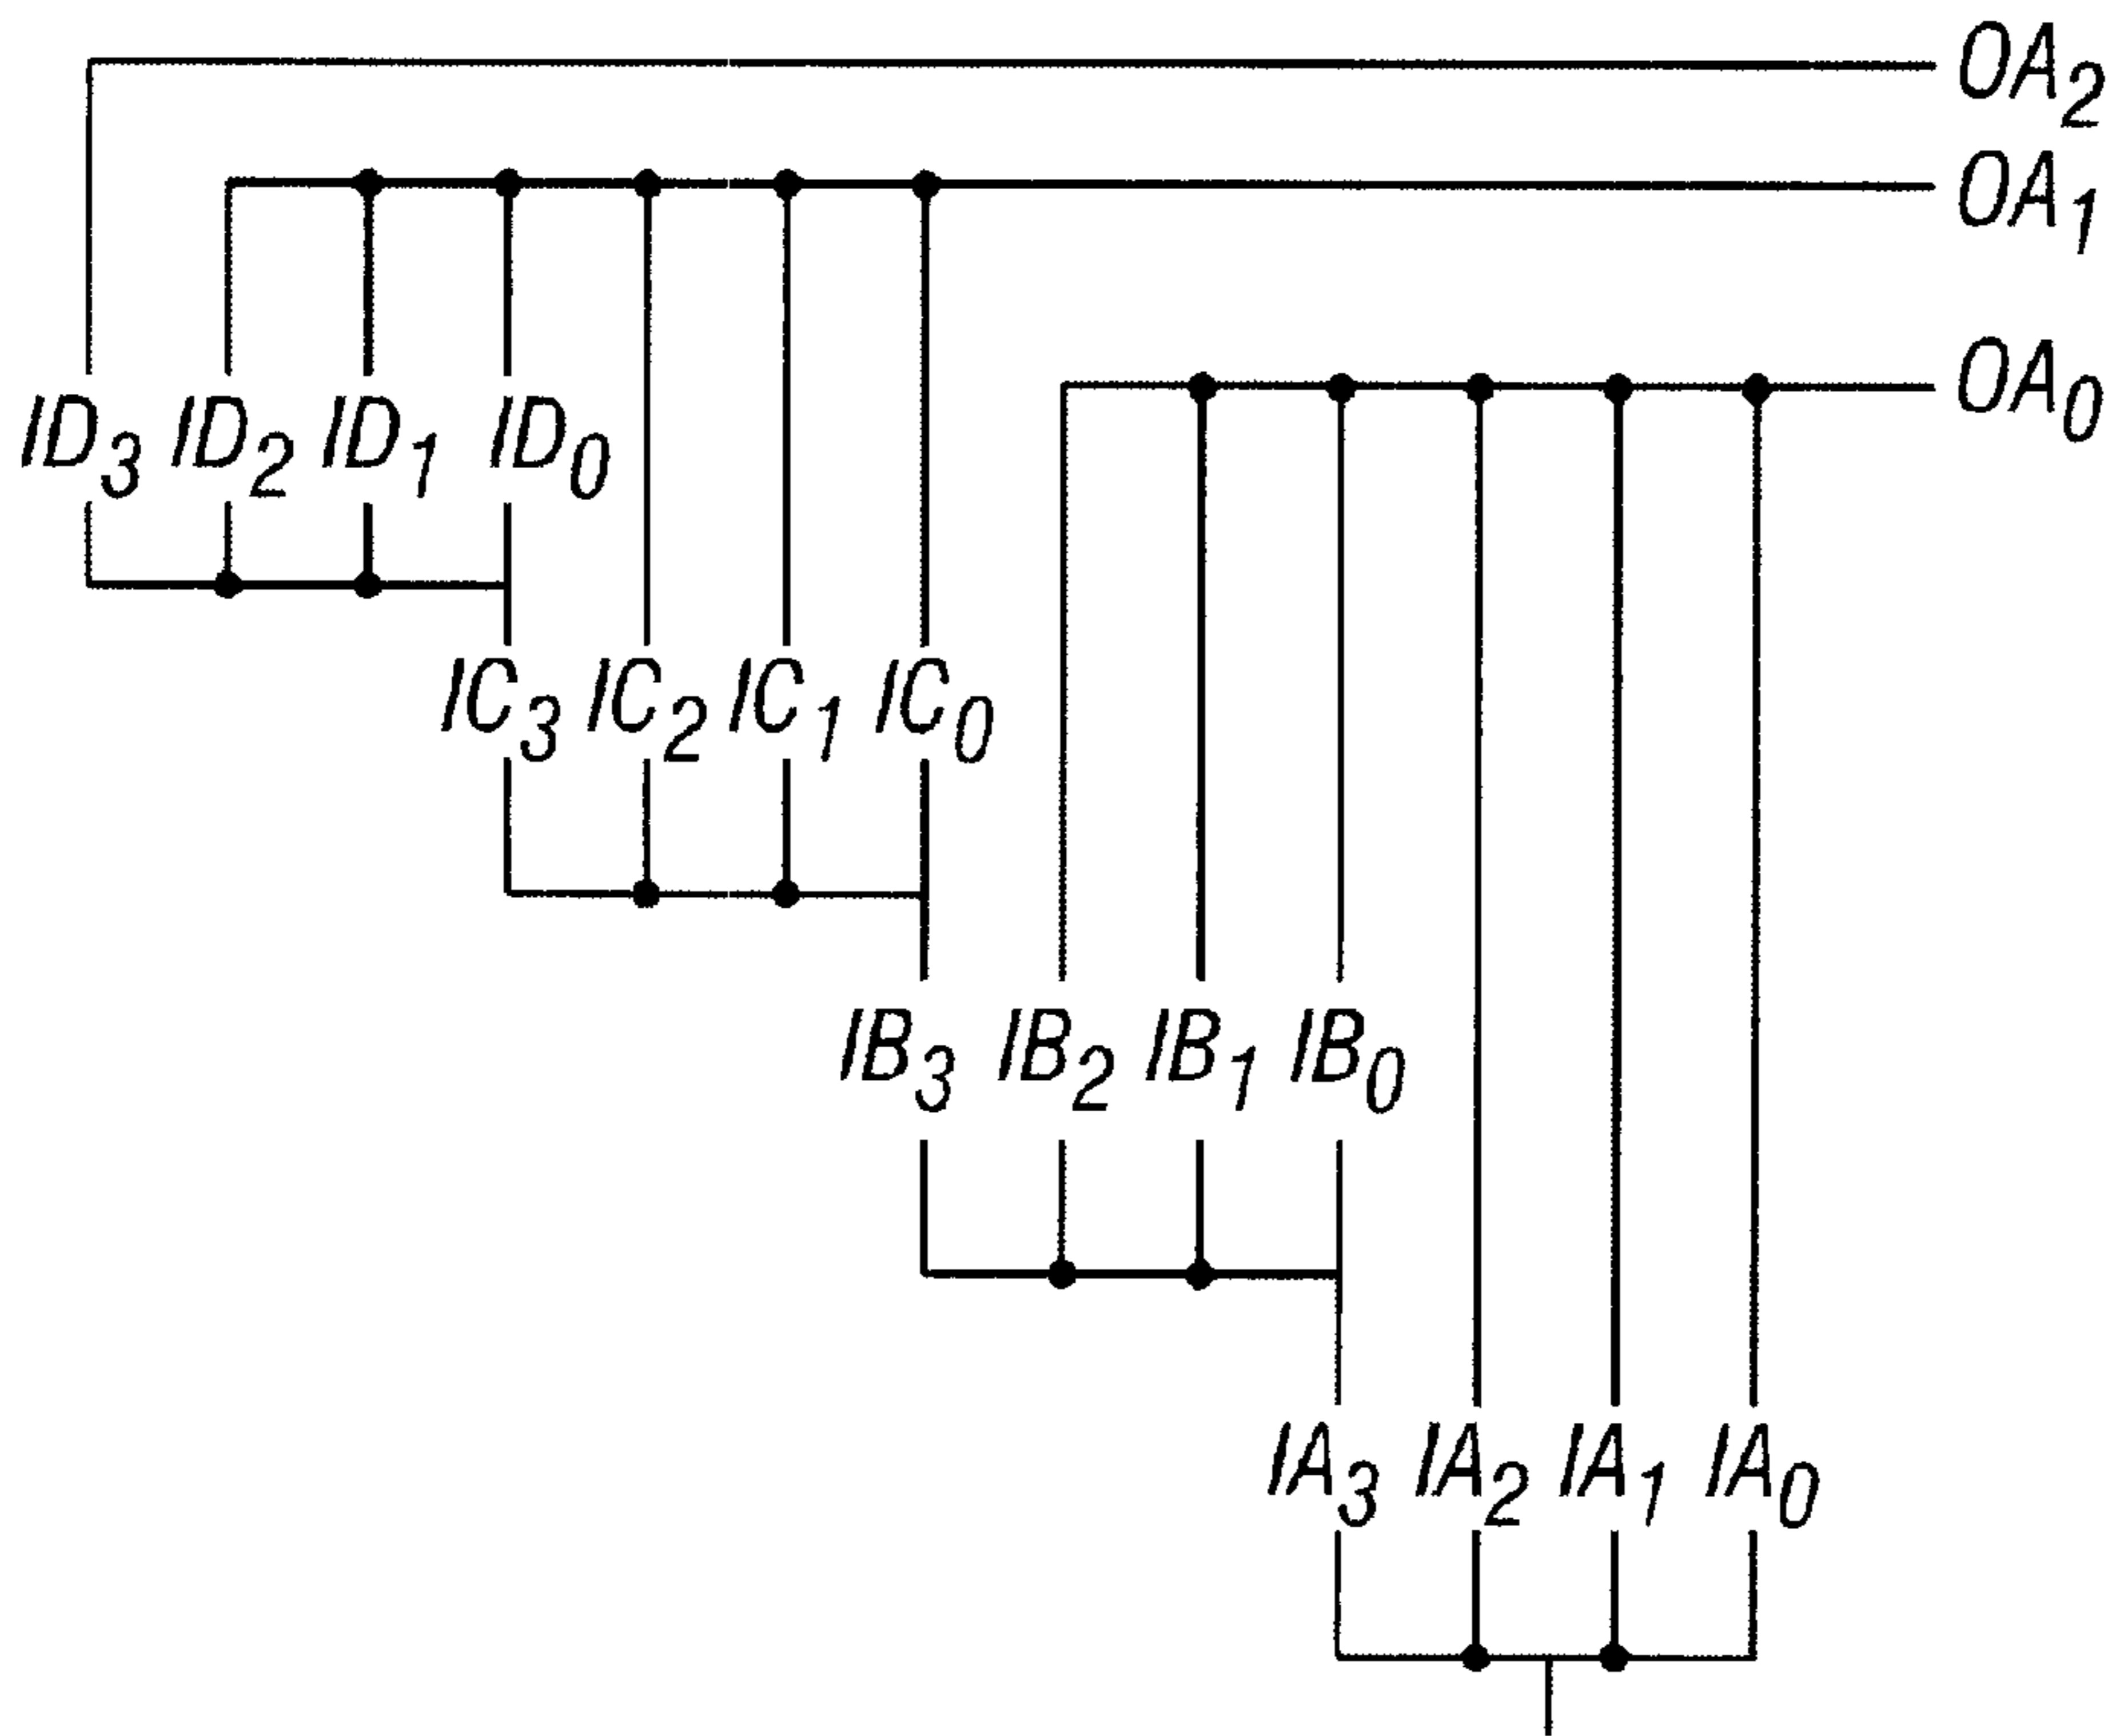 OA2
OA1
OA0
ID3 ID2 ID1 ID0
IC3 IC2 IC1 IC0
IB3 IB2 IB1 IB0
IA3 IA2 IA1 IA0